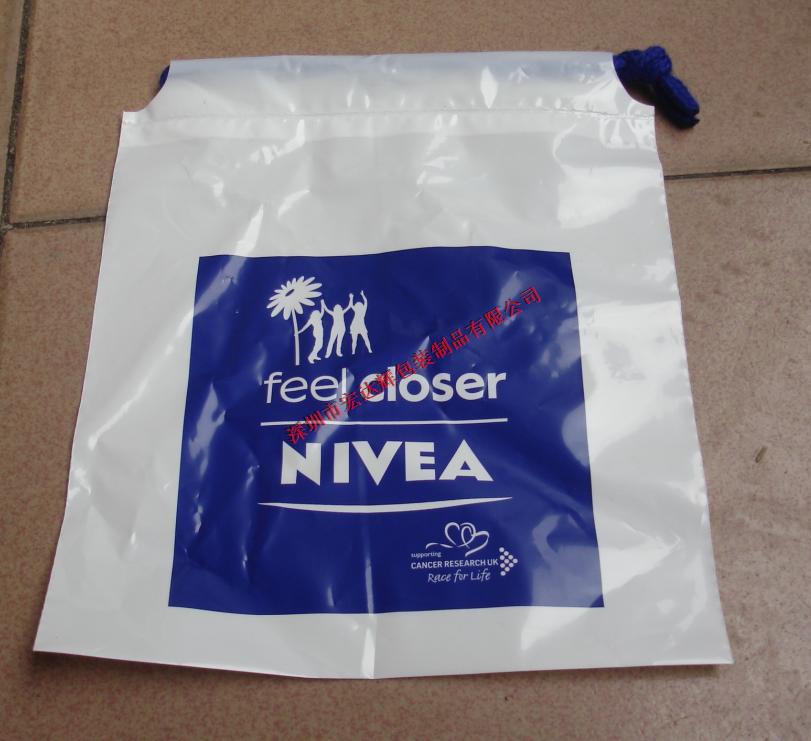 feel closer
深圳市宏达辉包装制品有限公司
NIVEA
supporting
CANCER RESEARCH UK
Race for Life